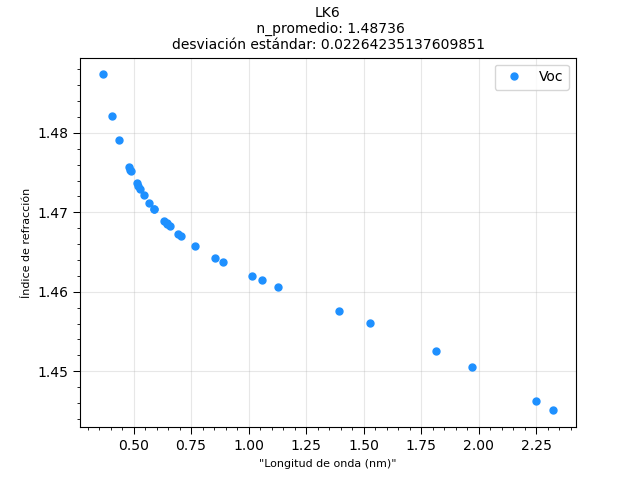 LK6
n_promedio: 1.48736
desviación estándar: 0.02264235137609851
Voc
1.48
1.47
1.46
1.45
Índice de refracción
0.50 0.75 1.00 1.25 1.50 1.75 2.00 2.25
"Longitud de onda (nm)"